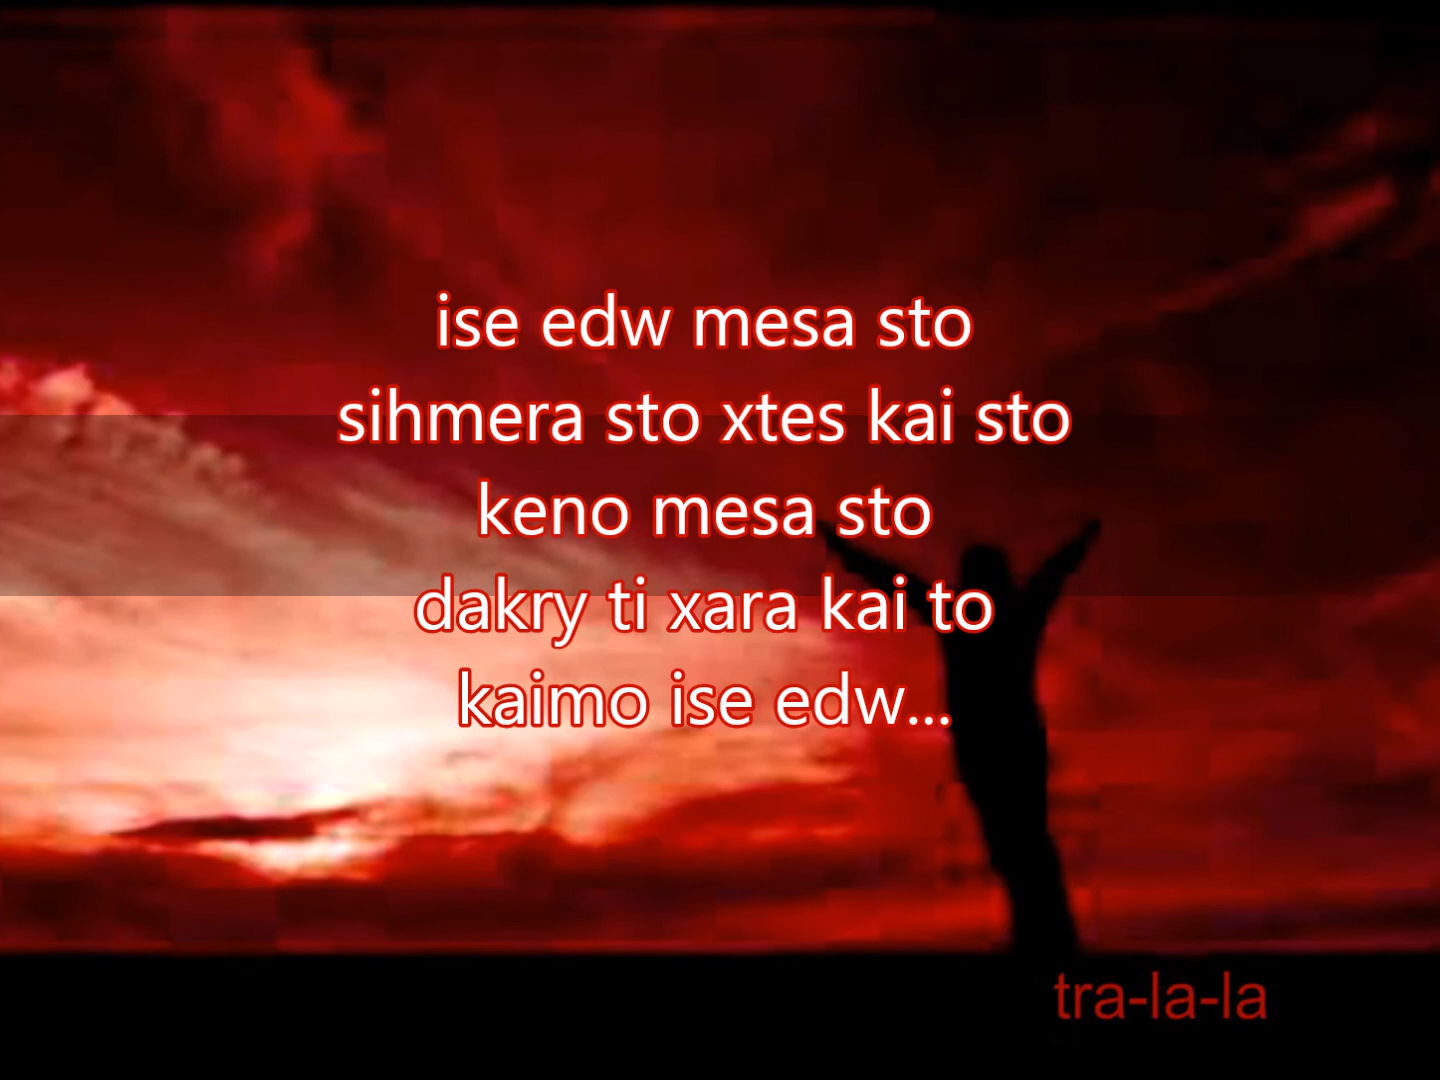 ise edw mesa sto
sihmera sto xtes kai sto
keno mesa sto
dakry ti xara kai to
kaimo ise edw...
tra-la-la